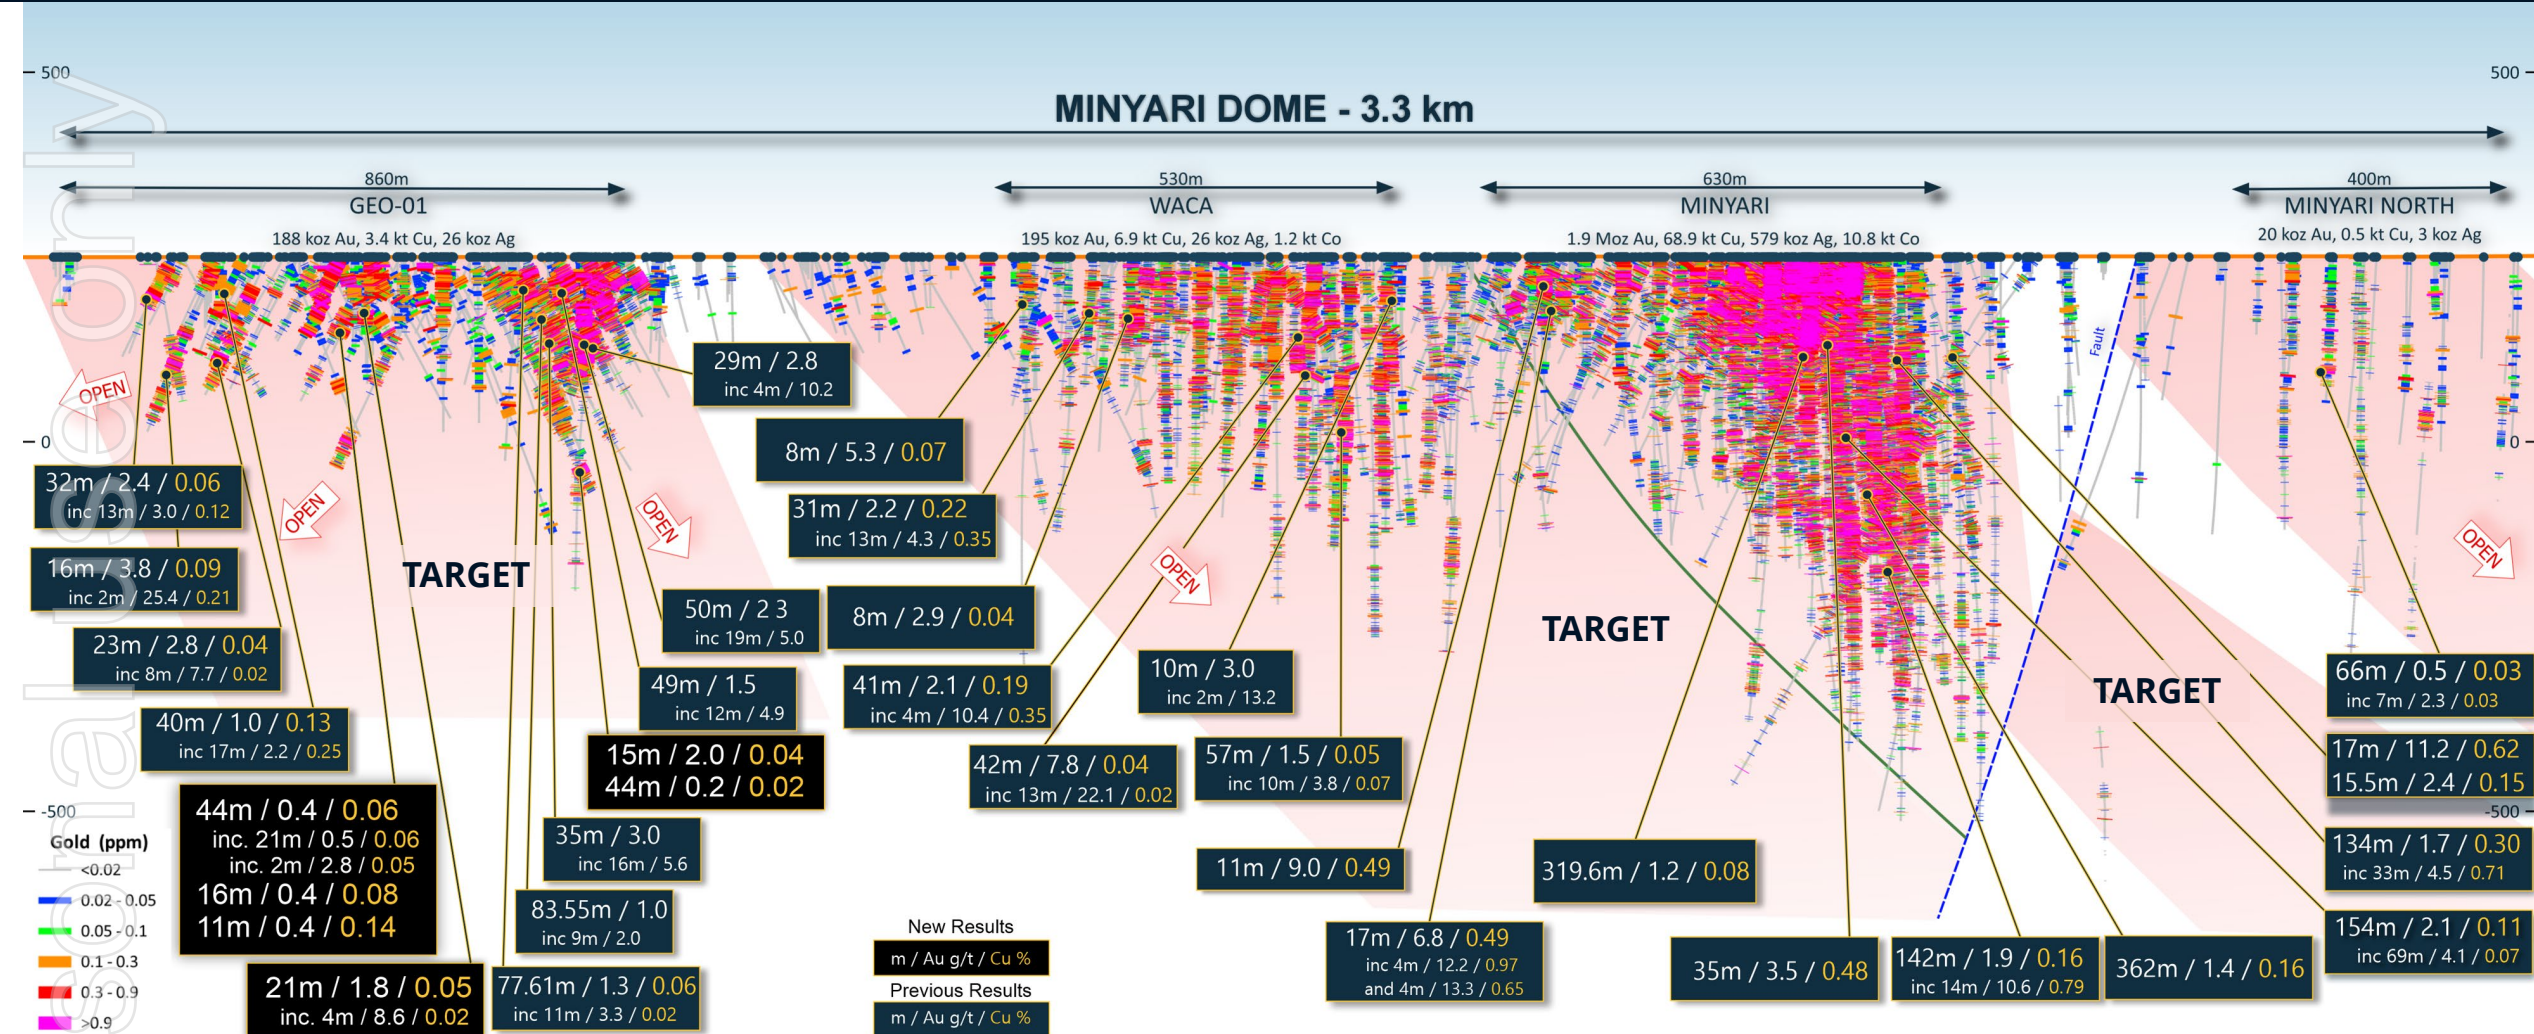 500
500
MINYARI DOME - 3.3 km
860m
GEO-01
188 koz Au, 3.4 kt Cu, 26 koz Ag
530m
WACA
195 koz Au, 6.9 kt Cu, 26 koz Ag, 1.2 kt Co
630m
MINYARI
1.9 Moz Au, 68.9 kt Cu, 579 koz Ag, 10.8 kt Co
400m
MINYARI NORTH
20 koz Au, 0.5 kt Cu, 3 koz Ag
Fault
OPEN
29m / 2.8
inc 4m / 10.2
0
0
8m / 5.3 / 0.07
32m / 2.4 / 0.06
inc 13m / 3.0 / 0.12
OPEN
OPEN
31m / 2.2 / 0.22
inc 13m / 4.3 / 0.35
OPEN
OPEN
16m / 3.8 / 0.09
inc 2m / 25.4 / 0.21
TARGET
50m / 2 3
inc 19m / 5.0
8m / 2.9 / 0.04
TARGET
23m / 2.8 / 0.04
inc 8m / 7.7 / 0.02
49m / 1.5
inc 12m / 4.9
41m / 2.1 / 0.19
inc 4m / 10.4 / 0.35
10m / 3.0
inc 2m / 13.2
TARGET
66m / 0.5 / 0.03
inc 7m / 2.3 / 0.03
40m / 1.0 / 0.13
inc 17m / 2.2 / 0.25
15m / 2.0 / 0.04
44m / 0.2 / 0.02
42m / 7.8 / 0.04
inc 13m / 22.1 / 0.02
57m / 1.5 / 0.05
inc 10m / 3.8 / 0.07
17m / 11.2 / 0.62
15.5m / 2.4 / 0.15
-500
-500
44m / 0.4 / 0.06
inc. 21m / 0.5 / 0.06
inc. 2m / 2.8 / 0.05
16m / 0.4 / 0.08
11m / 0.4 / 0.14
35m / 3.0
inc 16m / 5.6
11m / 9.0 / 0.49
319.6m / 1.2 / 0.08
134m / 1.7 / 0.30
inc 33m / 4.5 / 0.71
83.55m / 1.0
inc 9m / 2.0
17m / 6.8 / 0.49
inc 4m / 12.2 / 0.97
and 4m / 13.3 / 0.65
154m / 2.1 / 0.11
inc 69m / 4.1 / 0.07
21m / 1.8 / 0.05
inc. 4m / 8.6 / 0.02
77.61m / 1.3 / 0.06
inc 11m / 3.3 / 0.02
35m / 3.5 / 0.48
142m / 1.9 / 0.16
inc 14m / 10.6 / 0.79
362m / 1.4 / 0.16
Gold (ppm)
<0.02
0.02 - 0.05
0.05 - 0.1
0.1 - 0.3
0.3 - 0.9
>0.9
New Results
m / Au g/t / Cu %
Previous Results
m / Au g/t / Cu %
sonal use only